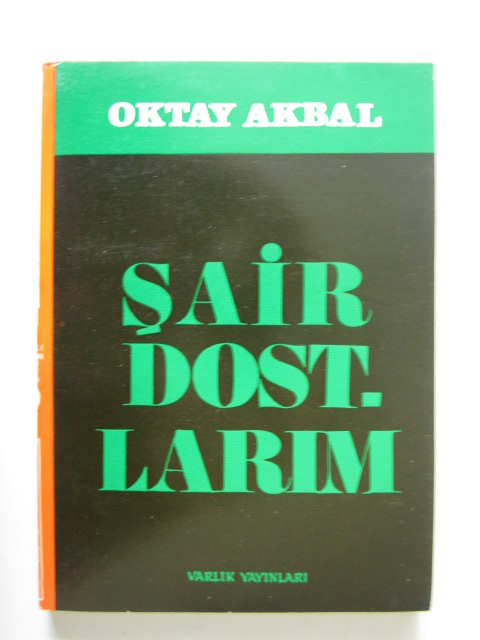 OKTAY AKBAL
ŞAİR
DOST.
LARIM
VARLIK YAYINLARI